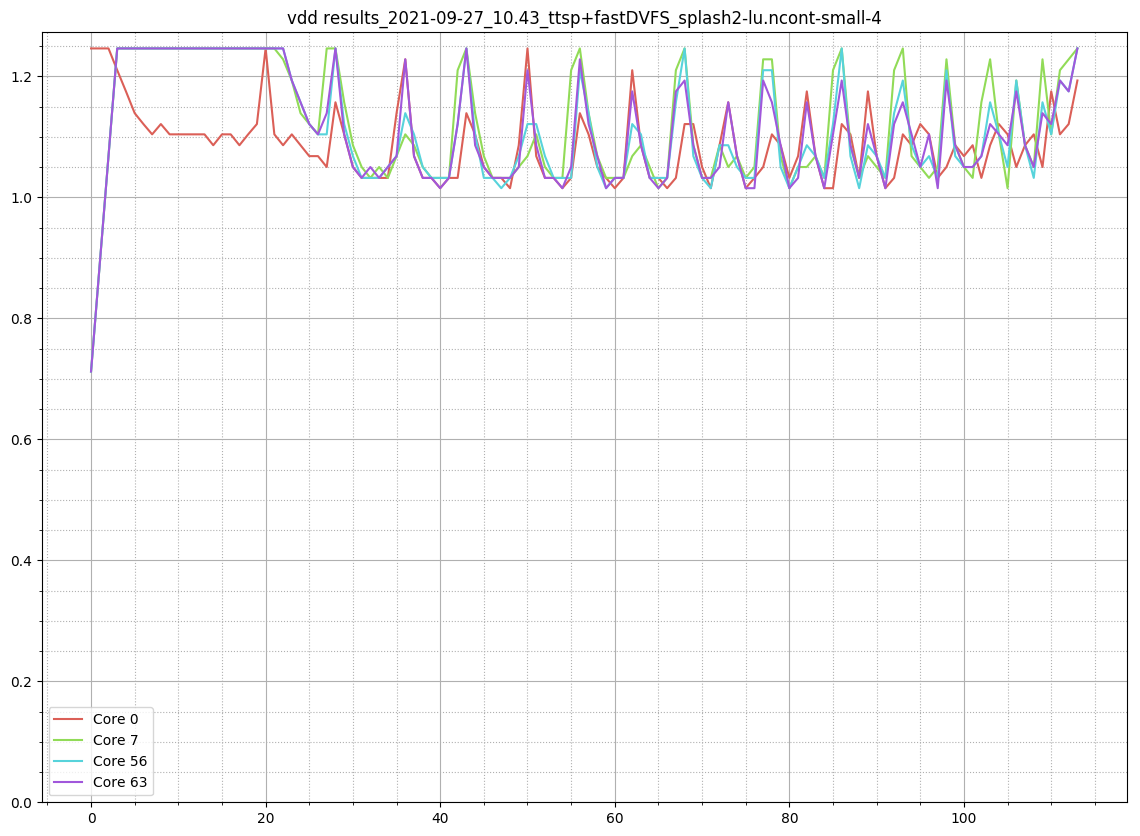 vdd results_2021-09-27_10.43_ttsp+fastDVFS_splash2-lu.ncont-small-4
1.2
1.0
0.8
0.6
0.4
0.2
0.0
Core 0
Core 7
Core 56
Core 63
0 20 40 60 80 100